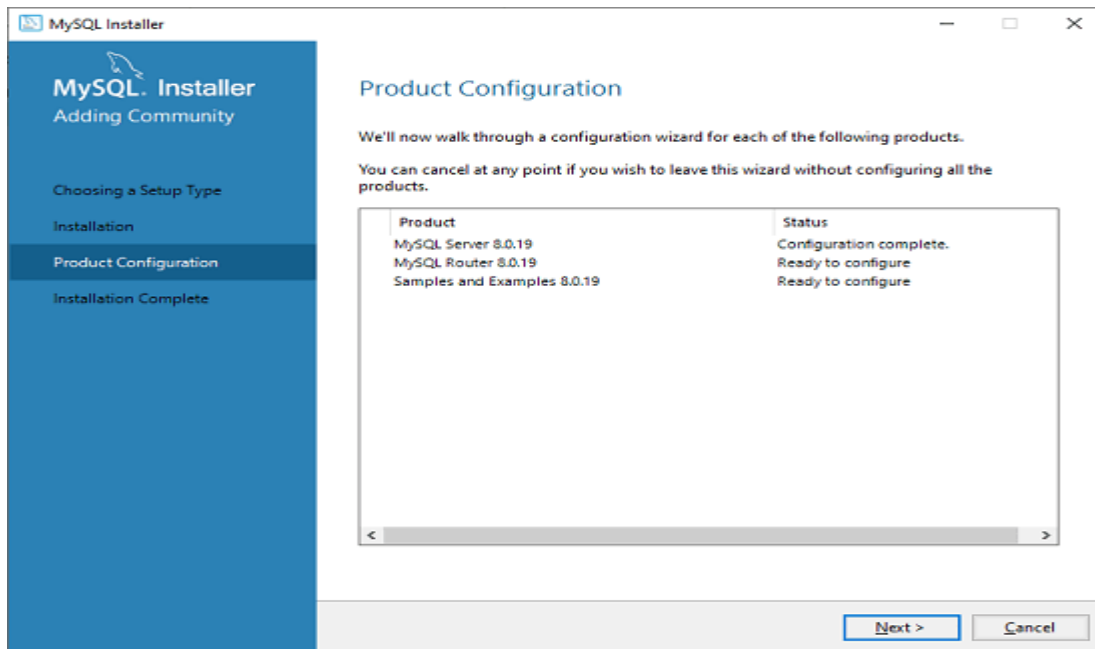 MySQL Installer
MySQL. Installer
Adding Community
Choosing a Setup Type
Installation
Product Configuration
Installation Complete
Product Configuration
We'll now walk through a configuration wizard for each of the following products.
You can cancel at any point if you wish to leave this wizard without configuring all the
products.
Product Status
MySQL Server 8.0.19 Configuration complete.
MySQL Router 8.0.19 Ready to configure
Samples and Examples 8.0.19 Ready to configure
Next > Cancel